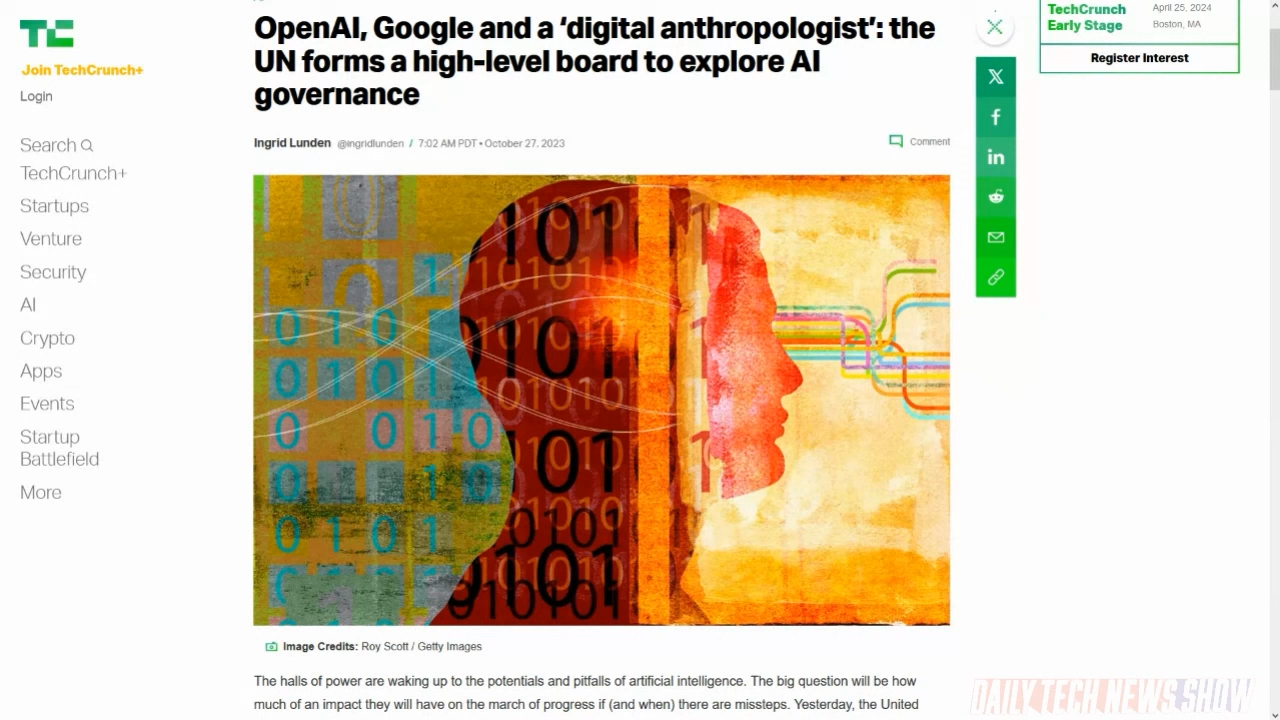 TC
Join TechCrunch+
Login
Search
TechCrunch+
Startups
Venture
Security
AI
Crypto
Apps
Events
Startup
Battlefield
More
OpenAI, Google and a ‘digital anthropologist’: the
UN forms a high-level board to explore AI
governance
Ingrid Lunden @ingridlunden / 7:02 AM PDT • October 27, 2023
Comment
Image Credits: Roy Scott / Getty Images
The halls of power are waking up to the potentials and pitfalls of artificial intelligence. The big question will be how
much of an impact they will have on the march of progress if (and when) there are missteps. Yesterday, the United
TechCrunch
Early Stage
April 25, 2024
Boston, MA
Register Interest
DAILY TECH NEWS SHOW